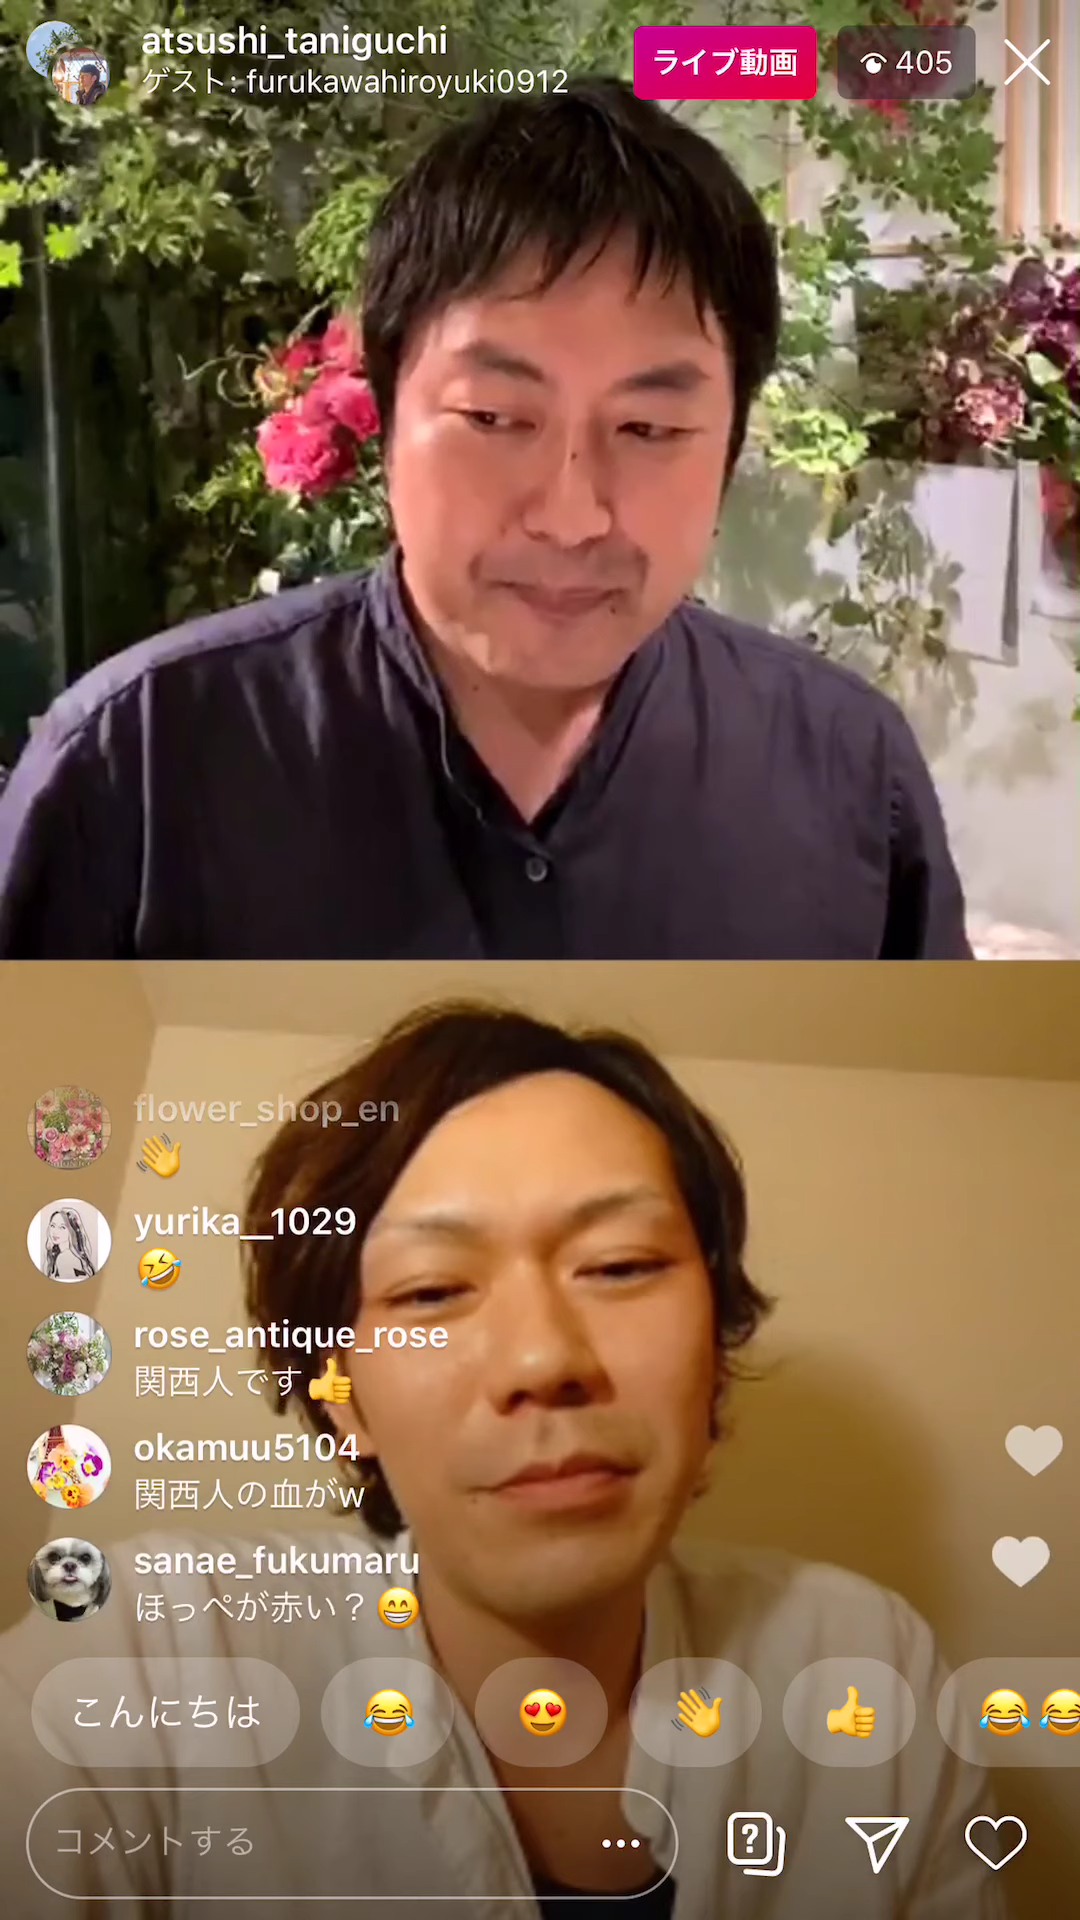 atsushi_taniguchi
ゲスト: furukawahiroyuki0912
ライブ動画
405
flower_shop_en
👋
yurika__1029
🤣
rose_antique_rose
関西人です👍
okamuu5104
関西人の血がw
sanae_fukumaru
ほっぺが赤い？😁
こんにちは
😂
😍
👋
👍
😂😂
コメントする